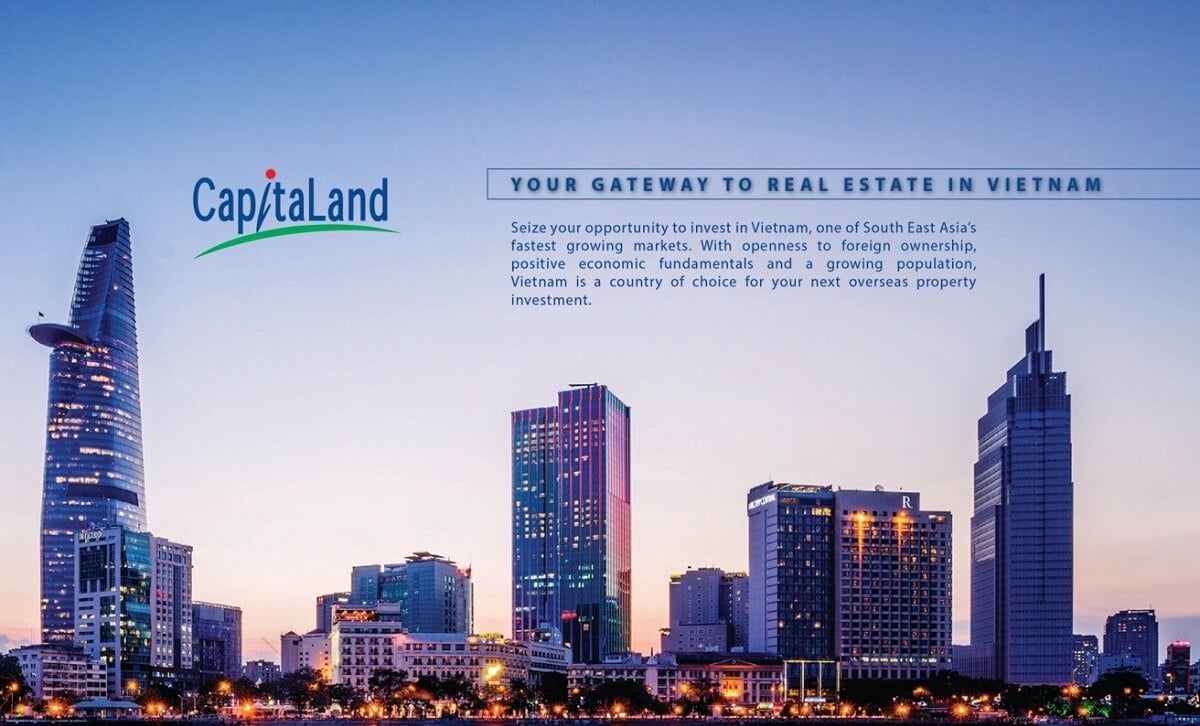 CapitaLand
YOUR GATEWAY TO REAL ESTATE IN VIETNAM
Seize your opportunity to invest in Vietnam, one of South East Asia's
fastest growing markets. With openness to foreign ownership,
positive economic fundamentals and a growing population,
Vietnam is a country of choice for your next overseas property
investment.
R